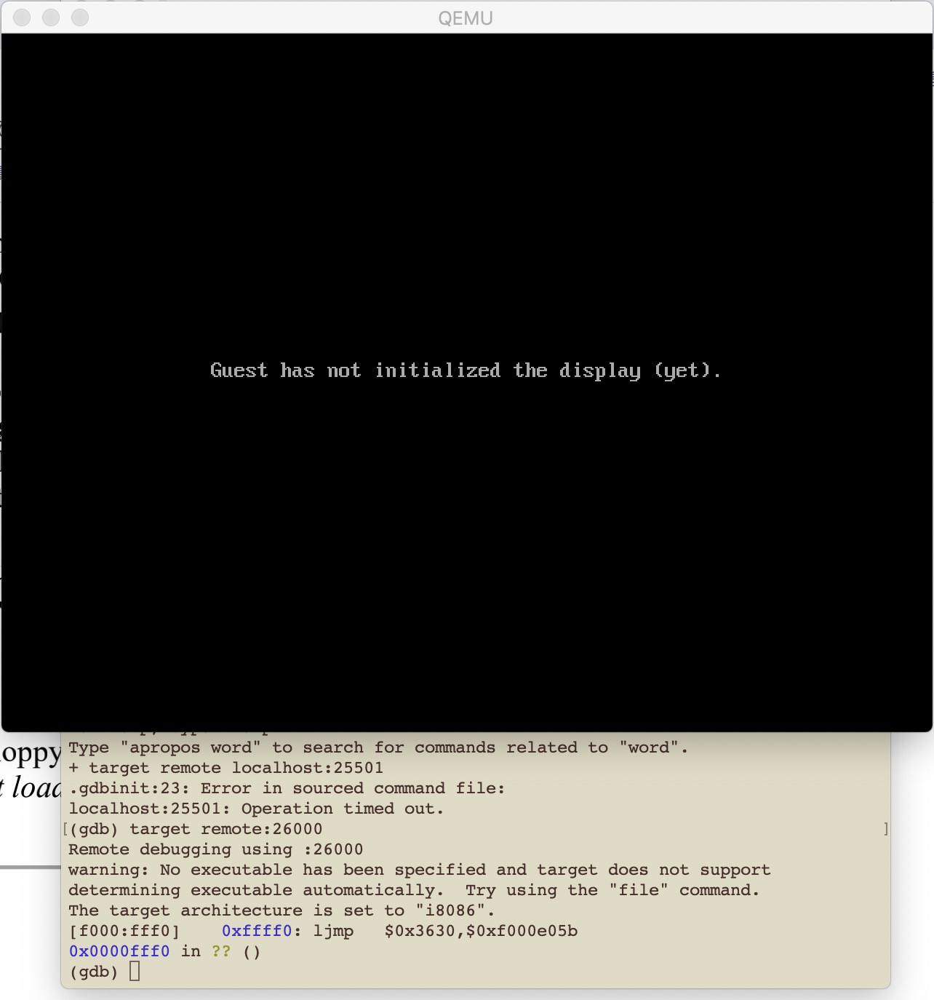 QEMU
Guest has not initialized the display (yet).
Type "apropos word" to search for commands related to "word".
+ target remote localhost:25501
.gdbinit:23: Error in sourced command file:
localhost:25501: Operation timed out.
[(gdb) target remote:26000 ]
Remote debugging using :26000
warning: No executable has been specified and target does not support
determining executable automatically.  Try using the "file" command.
The target architecture is set to "i8086".
[f000:fff0]    0xffff0: ljmp   $0x3630,$0xf000e05b
0x0000fff0 in ?? ()
(gdb)
oppy
t load